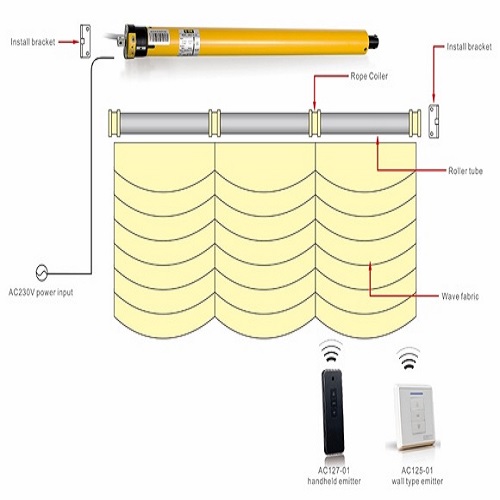 Install bracket
Install bracket
Rope Coiler
Roller tube
AC230V power input
Wave fabric
AC127-01
handheld emitter
AC125-01
wall type emitter